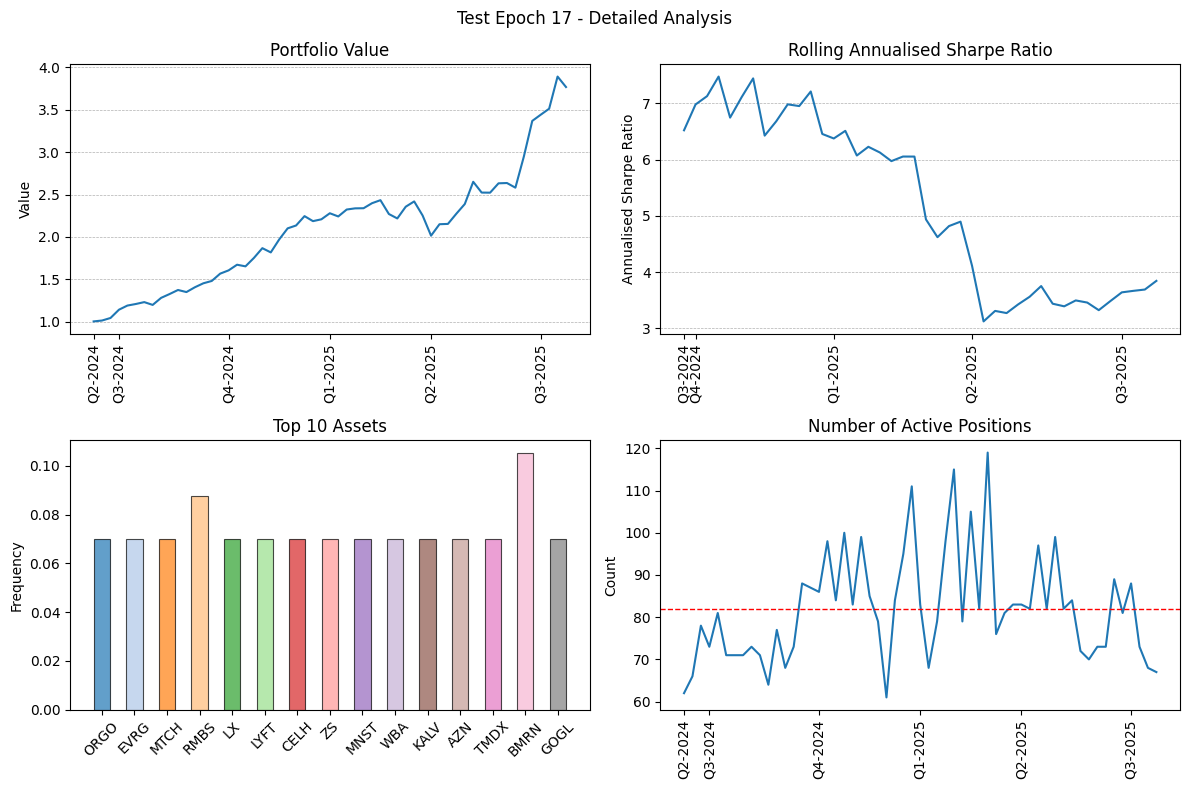 Test Epoch 17 - Detailed Analysis
Portfolio Value
Value
4.0
3.5
3.0
2.5
2.0
1.5
1.0
Q2-2024
Q3-2024
Q4-2024
Q1-2025
Q2-2025
Q3-2025
Rolling Annualised Sharpe Ratio
Annualised Sharpe Ratio
7
6
5
4
3
Q3-2024
Q4-2024
Q1-2025
Q2-2025
Q3-2025
Top 10 Assets
Frequency
0.10
0.08
0.06
0.04
0.02
0.00
ORGO
EVRG
MTCH
RMBS
LX
LYFT
CELH
ZS
MNST
WBA
KALV
AZN
TMDX
BMRN
GOGL
Number of Active Positions
Count
120
110
100
90
80
70
60
Q2-2024
Q3-2024
Q4-2024
Q1-2025
Q2-2025
Q3-2025